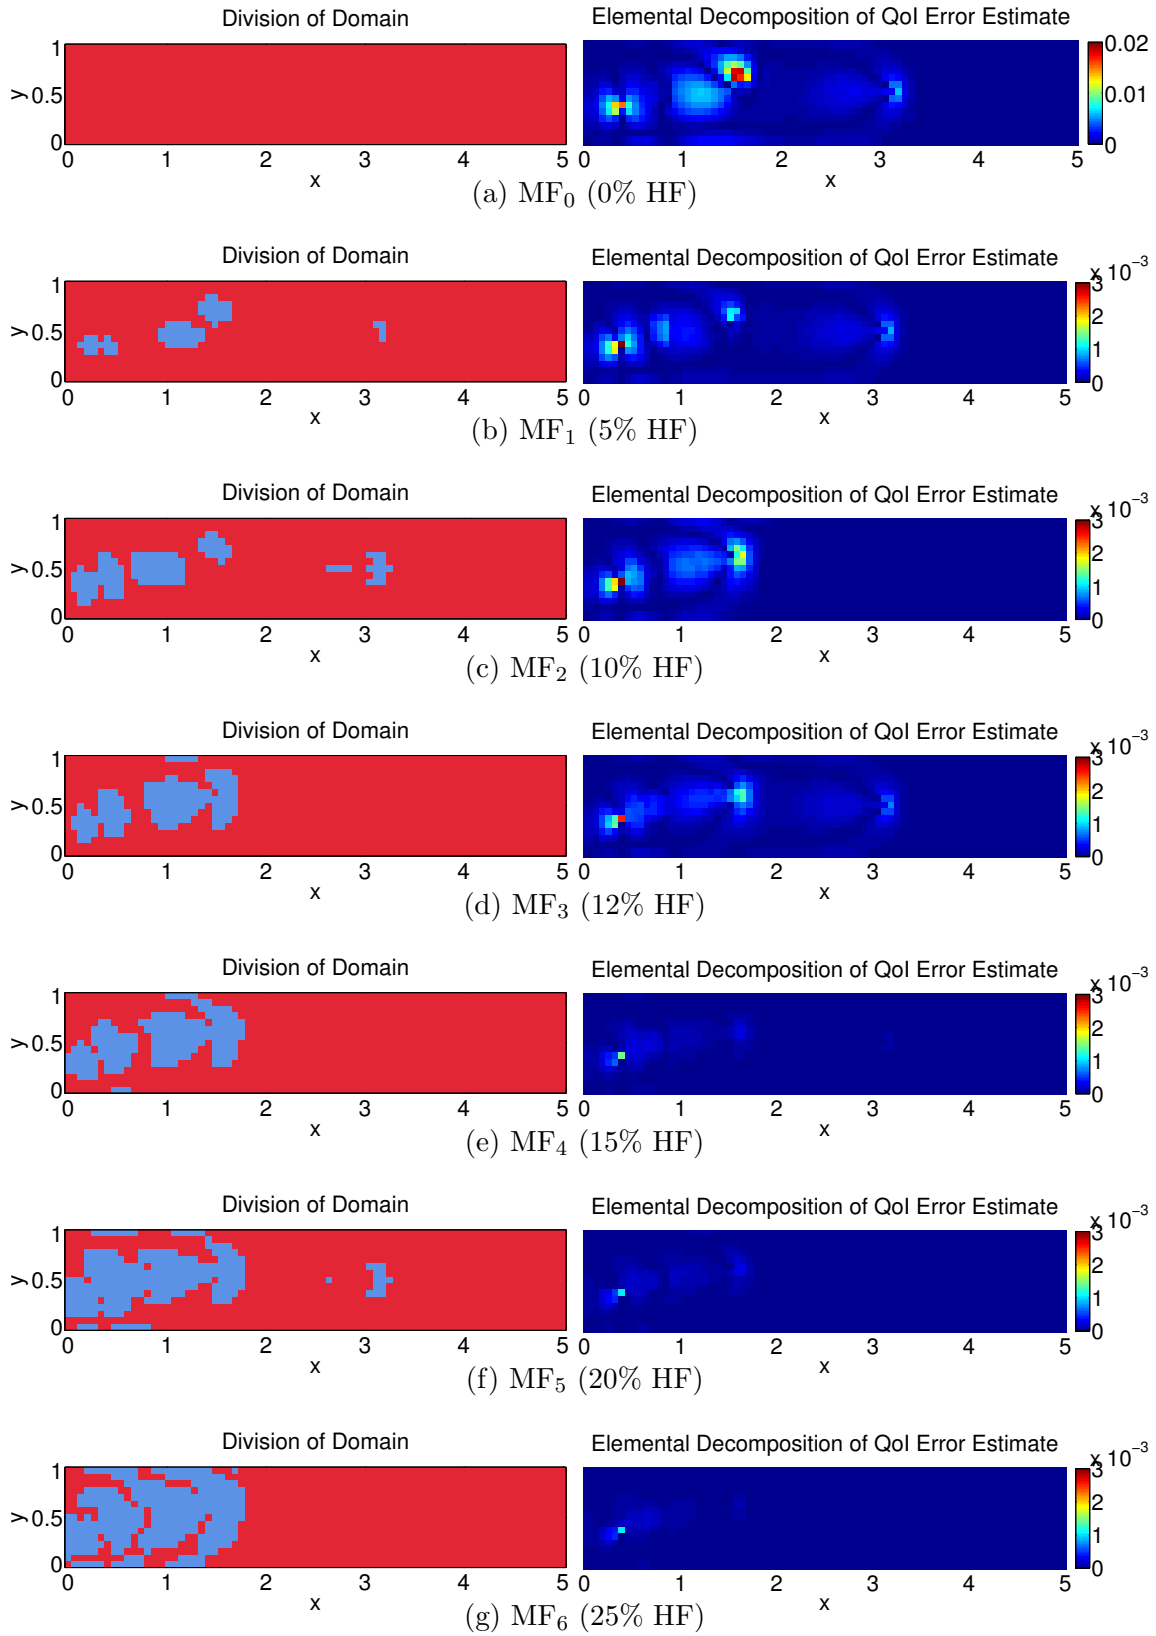 Division of Domain Elemental Decomposition of QoI Error Estimate
1 0.5 0 y 0.02 0.01 0
0 1 2 3 4 5 0 1 2 3 4 5
x x
(a) MF0 (0% HF)
Division of Domain Elemental Decomposition of QoI Error Estimate
1 0.5 0 y x 10−3 3 2 1 0
0 1 2 3 4 5 0 1 2 3 4 5
x x
(b) MF1 (5% HF)
Division of Domain Elemental Decomposition of QoI Error Estimate
1 0.5 0 y x 10−3 3 2 1 0
0 1 2 3 4 5 0 1 2 3 4 5
x x
(c) MF2 (10% HF)
Division of Domain Elemental Decomposition of QoI Error Estimate
1 0.5 0 y x 10−3 3 2 1 0
0 1 2 3 4 5 0 1 2 3 4 5
x x
(d) MF3 (12% HF)
Division of Domain Elemental Decomposition of QoI Error Estimate
1 0.5 0 y x 10−3 3 2 1 0
0 1 2 3 4 5 0 1 2 3 4 5
x x
(e) MF4 (15% HF)
Division of Domain Elemental Decomposition of QoI Error Estimate
1 0.5 0 y x 10−3 3 2 1 0
0 1 2 3 4 5 0 1 2 3 4 5
x x
(f) MF5 (20% HF)
Division of Domain Elemental Decomposition of QoI Error Estimate
1 0.5 0 y x 10−3 3 2 1 0
0 1 2 3 4 5 0 1 2 3 4 5
x x
(g) MF6 (25% HF)